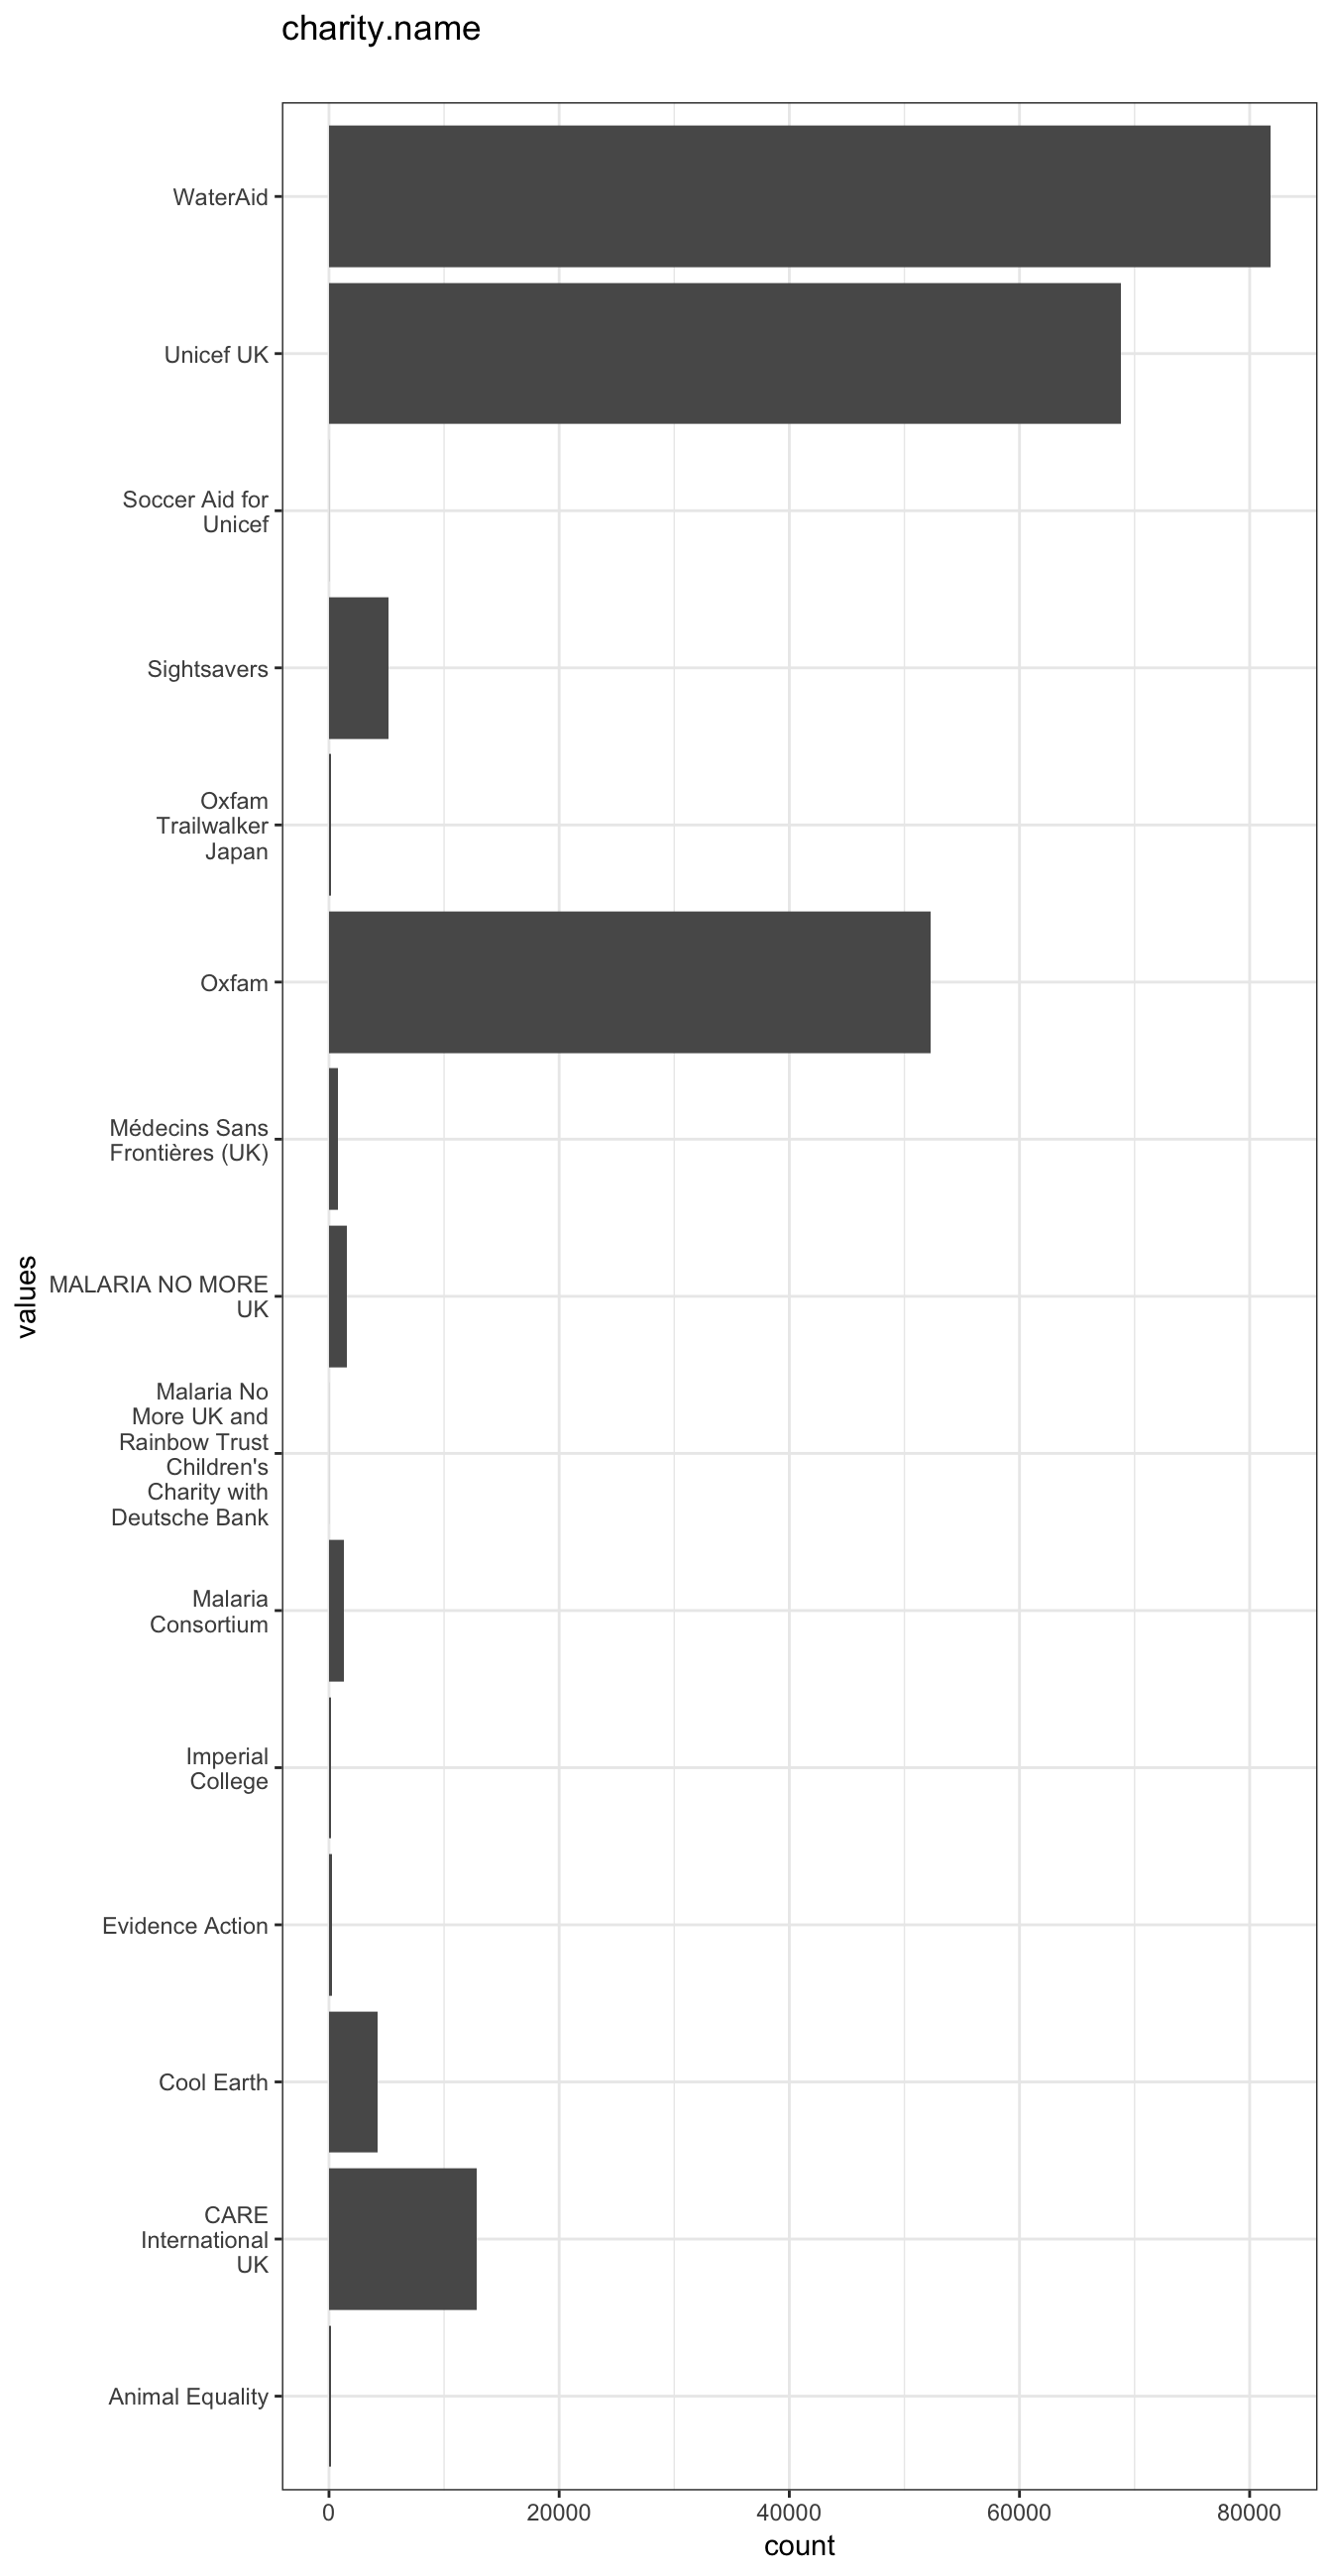 charity.name
WaterAid
Unicef UK
Soccer Aid for
Unicef
Sightsavers
Oxfam
Trailwalker
Japan
Oxfam
Médecins Sans
Frontières (UK)
values
MALARIA NO MORE
UK
Malaria No
More UK and
Rainbow Trust
Children's
Charity with
Deutsche Bank
Malaria
Consortium
Imperial
College
Evidence Action
Cool Earth
CARE
International
UK
Animal Equality
0 20000 40000 60000 80000
count